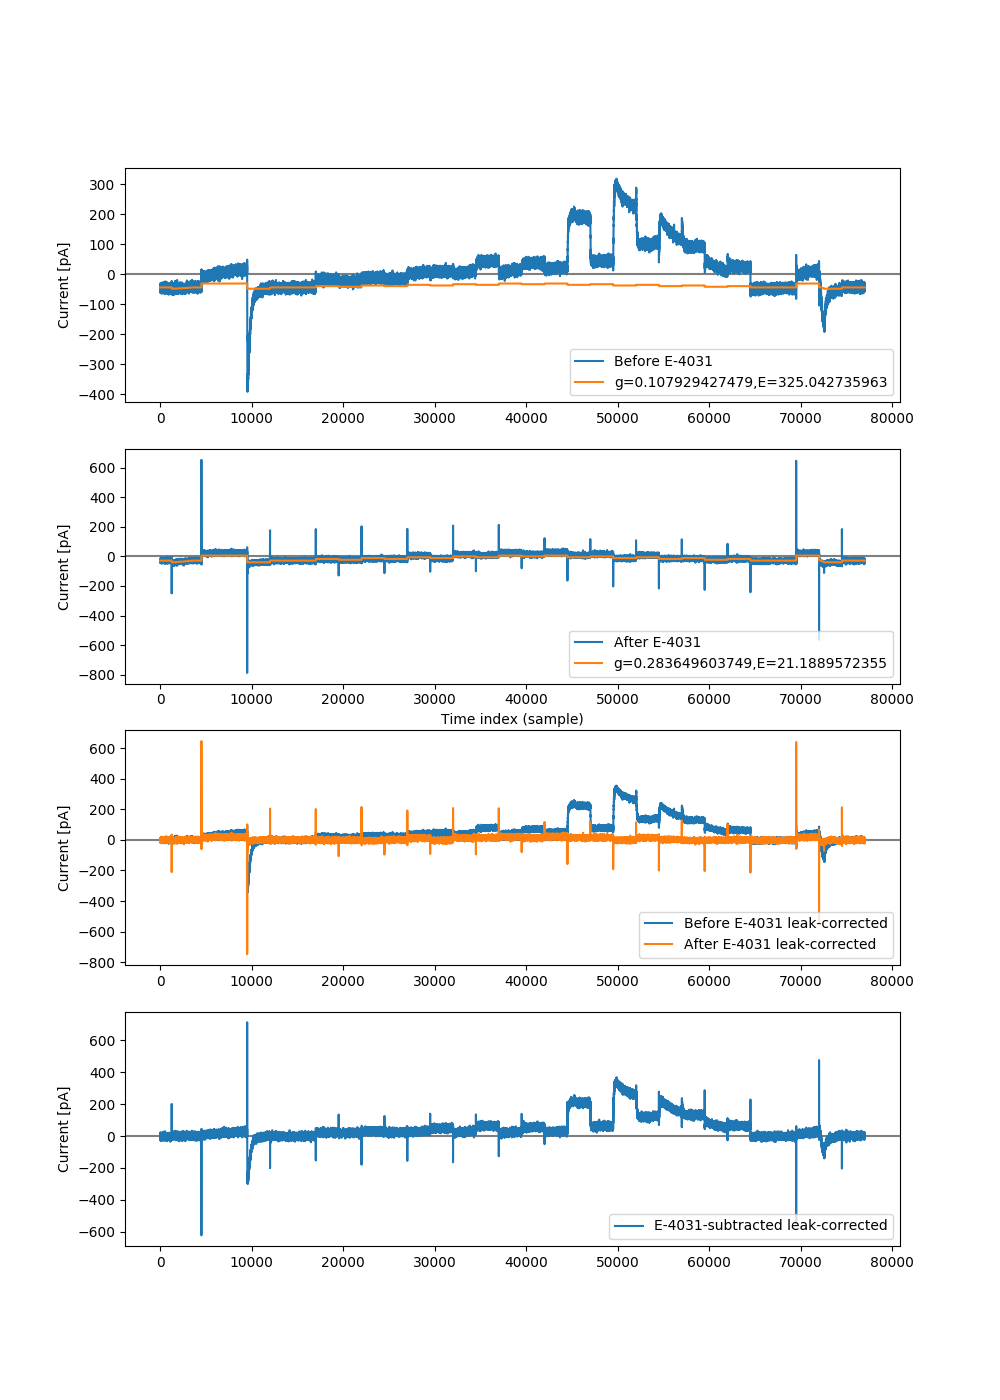 300
200
100
0
−100
−200
−300
−400
Current [pA]
Before E-4031
g=0.107929427479,E=325.042735963
0 10000 20000 30000 40000 50000 60000 70000 80000
600
400
200
0
−200
−400
−600
−800
Current [pA]
After E-4031
g=0.283649603749,E=21.1889572355
0 10000 20000 30000 40000 50000 60000 70000 80000
Time index (sample)
600
400
200
0
−200
−400
−600
−800
Current [pA]
Before E-4031 leak-corrected
After E-4031 leak-corrected
0 10000 20000 30000 40000 50000 60000 70000 80000
600
400
200
0
−200
−400
−600
Current [pA]
E-4031-subtracted leak-corrected
0 10000 20000 30000 40000 50000 60000 70000 80000